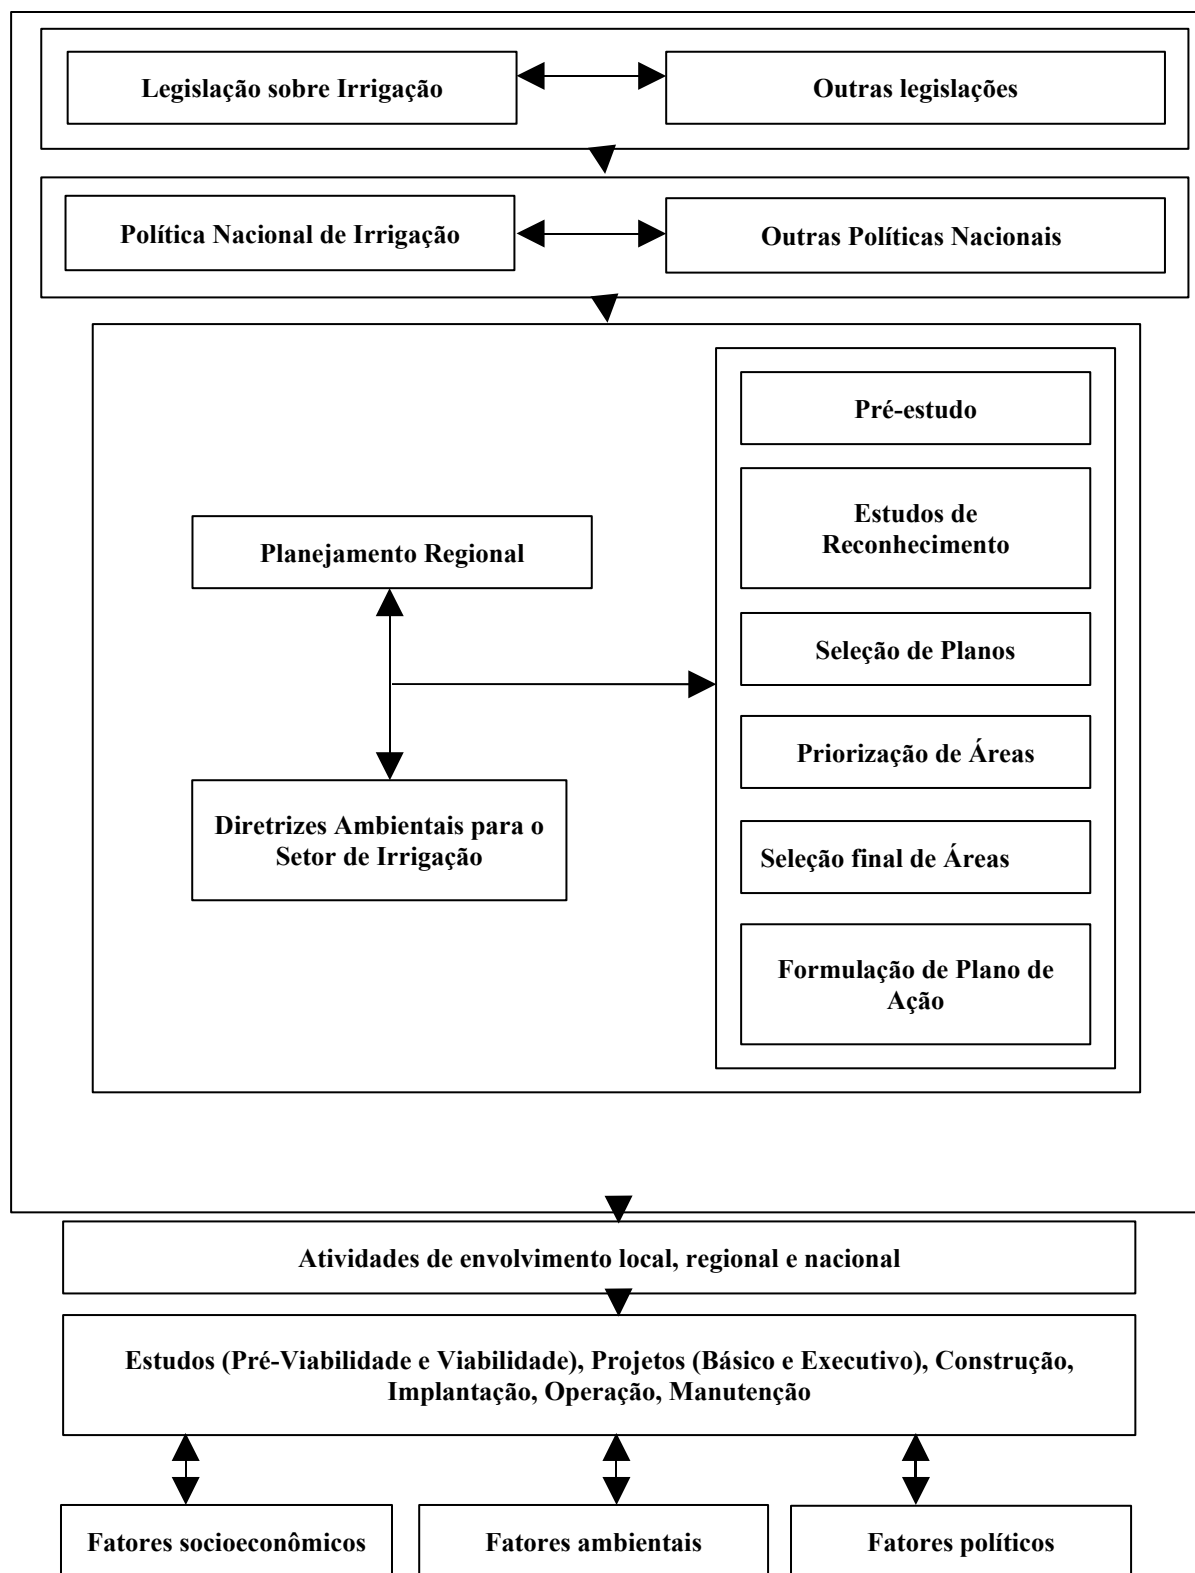 Legislação sobre Irrigação
Outras legislações
Política Nacional de Irrigação
Outras Políticas Nacionais
Pré-estudo
Estudos de
Reconhecimento
Planejamento Regional
Seleção de Planos
Priorização de Áreas
Diretrizes Ambientais para o
Setor de Irrigação
Seleção final de Áreas
Formulação de Plano de
Ação
Atividades de envolvimento local, regional e nacional
Estudos (Pré-Viabilidade e Viabilidade), Projetos (Básico e Executivo), Construção,
Implantação, Operação, Manutenção
Fatores socioeconômicos
Fatores ambientais
Fatores políticos